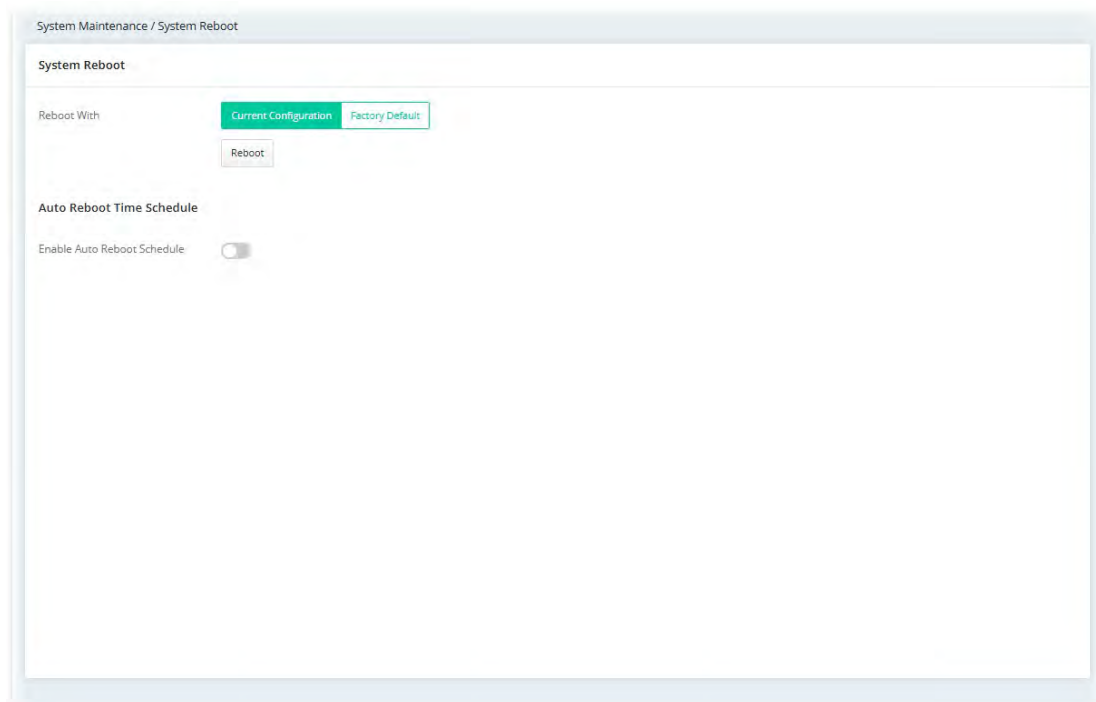 System Maintenance / System Reboot
System Reboot
Reboot With Current Configuration Factory Default
Reboot
Auto Reboot Time Schedule
Enable Auto Reboot Schedule